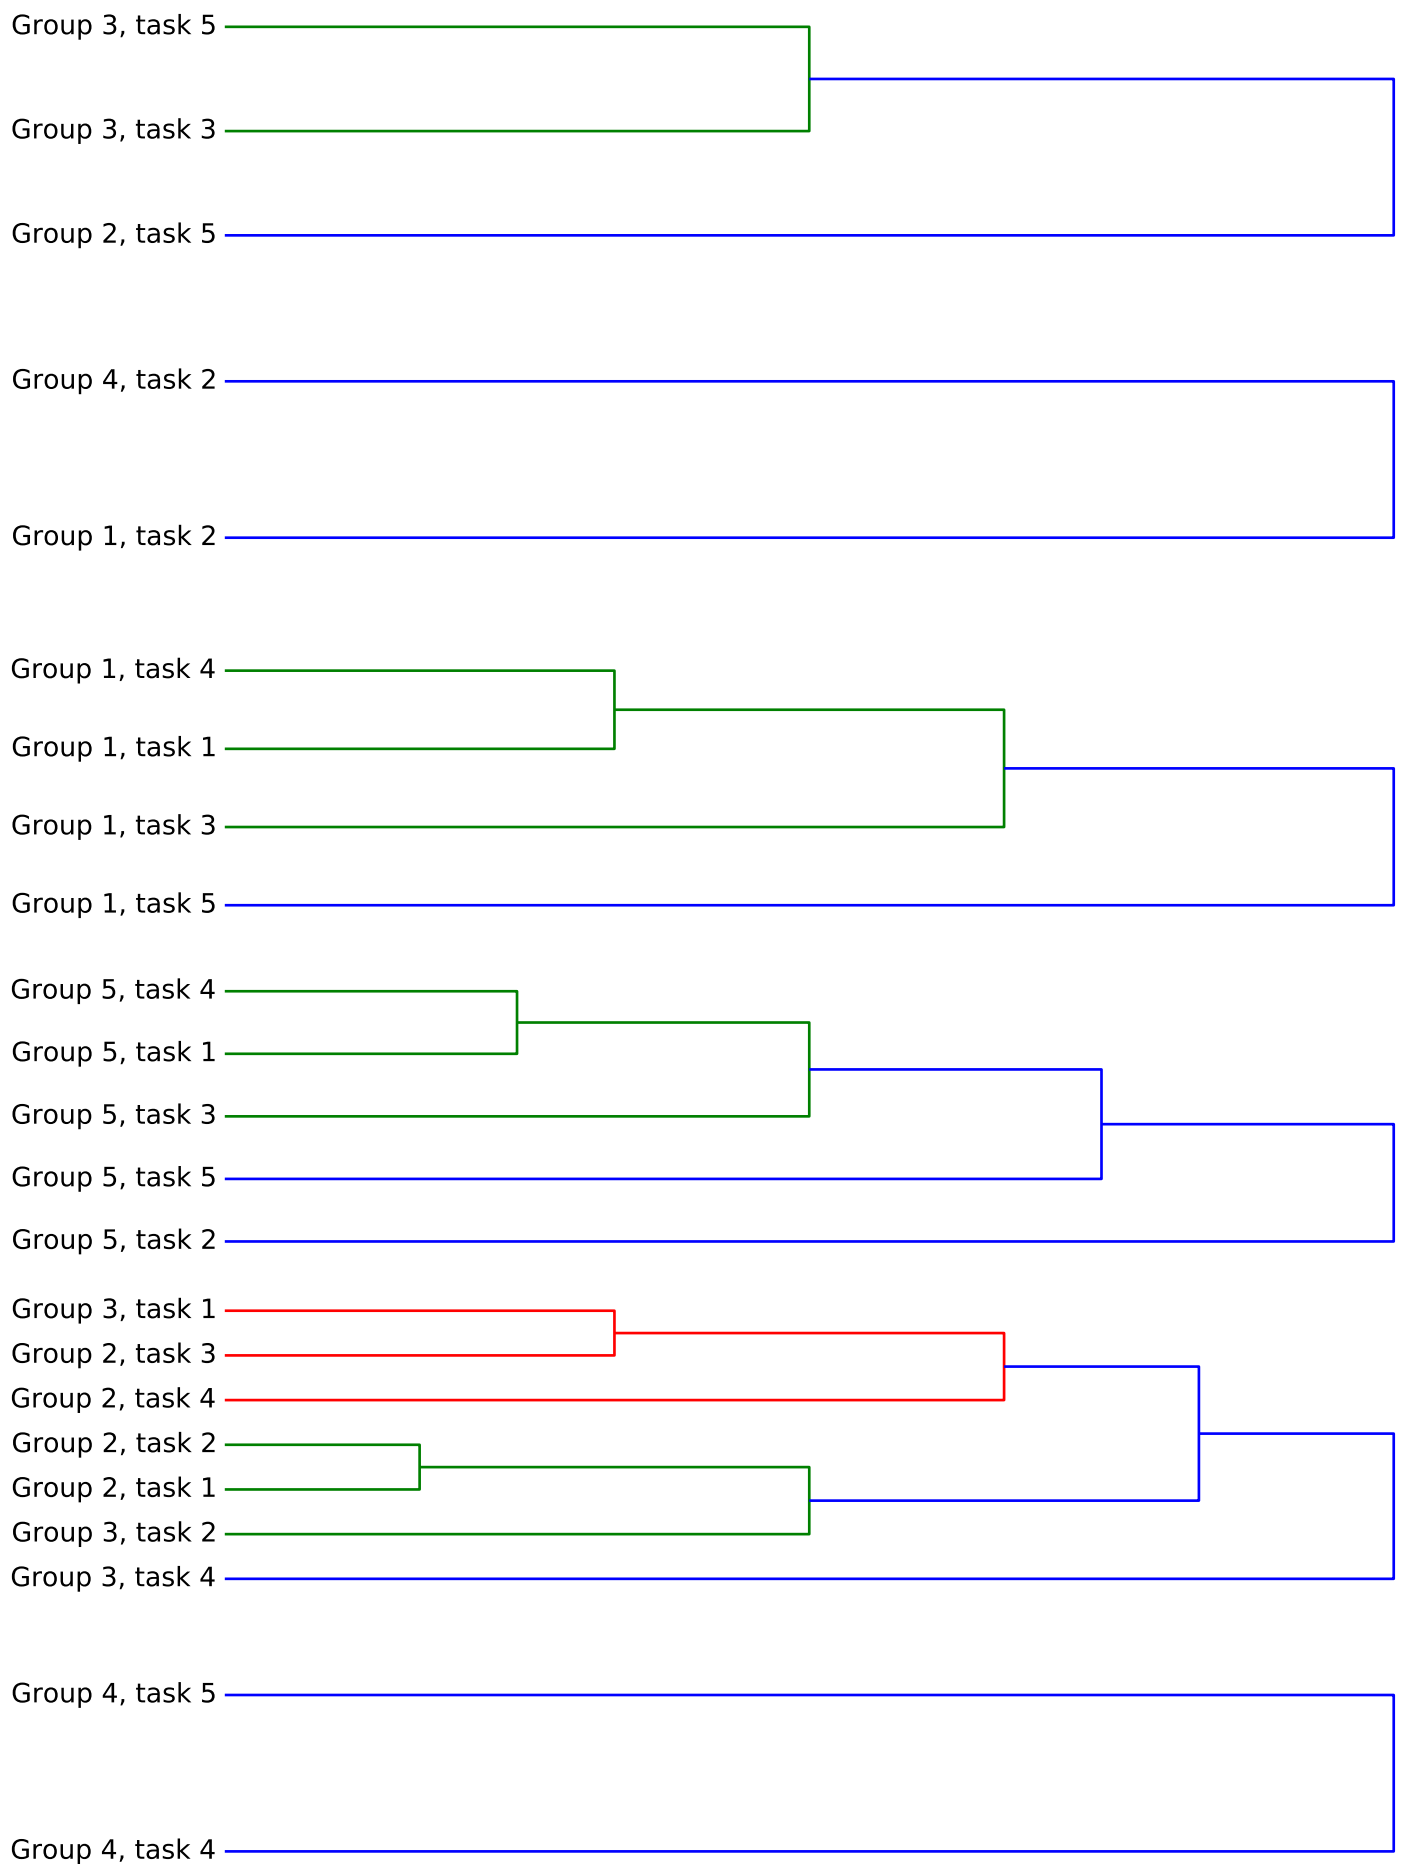 Group 3, task 5
Group 3, task 3
Group 2, task 5
Group 4, task 2
Group 1, task 2
Group 1, task 4
Group 1, task 1
Group 1, task 3
Group 1, task 5
Group 5, task 4
Group 5, task 1
Group 5, task 3
Group 5, task 5
Group 5, task 2
Group 3, task 1
Group 2, task 3
Group 2, task 4
Group 2, task 2
Group 2, task 1
Group 3, task 2
Group 3, task 4
Group 4, task 5
Group 4, task 4